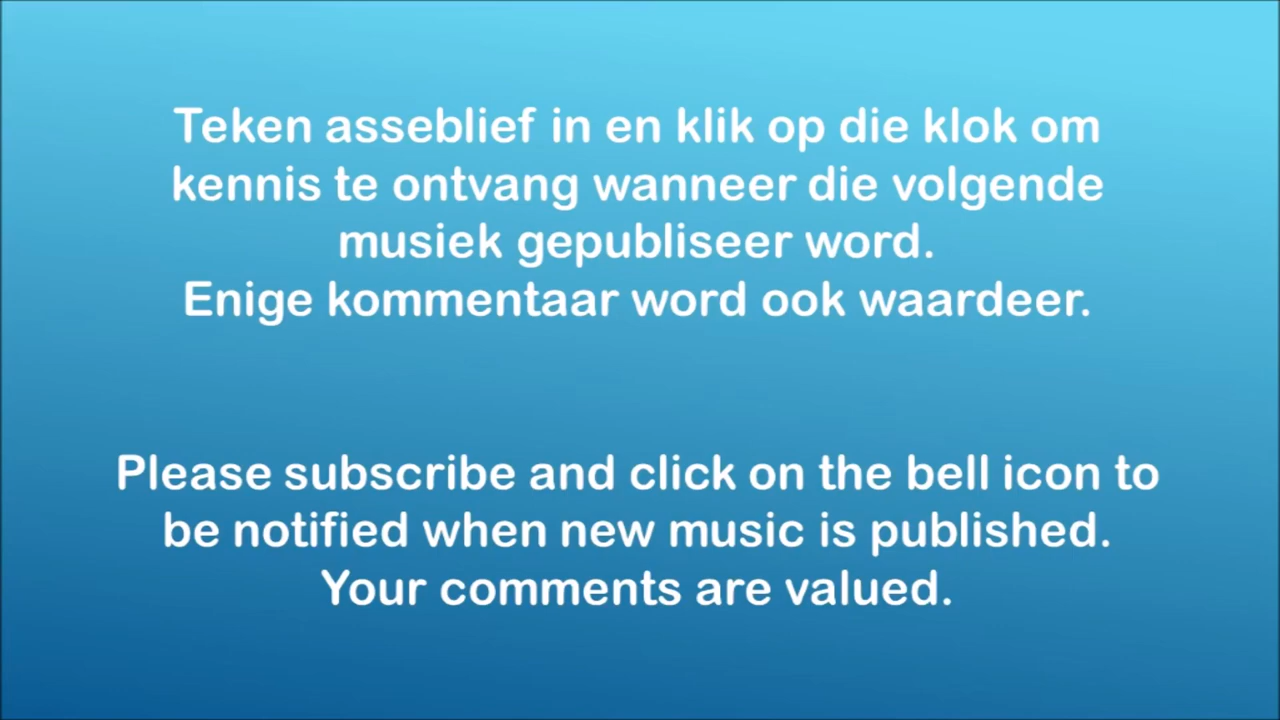 Teken asseblief in en klik op die klok om
kennis te ontvang wanneer die volgende
musiek gepubliseer word.
Enige kommentaar word ook waardeer.
Please subscribe and click on the bell icon to
be notified when new music is published.
Your comments are valued.